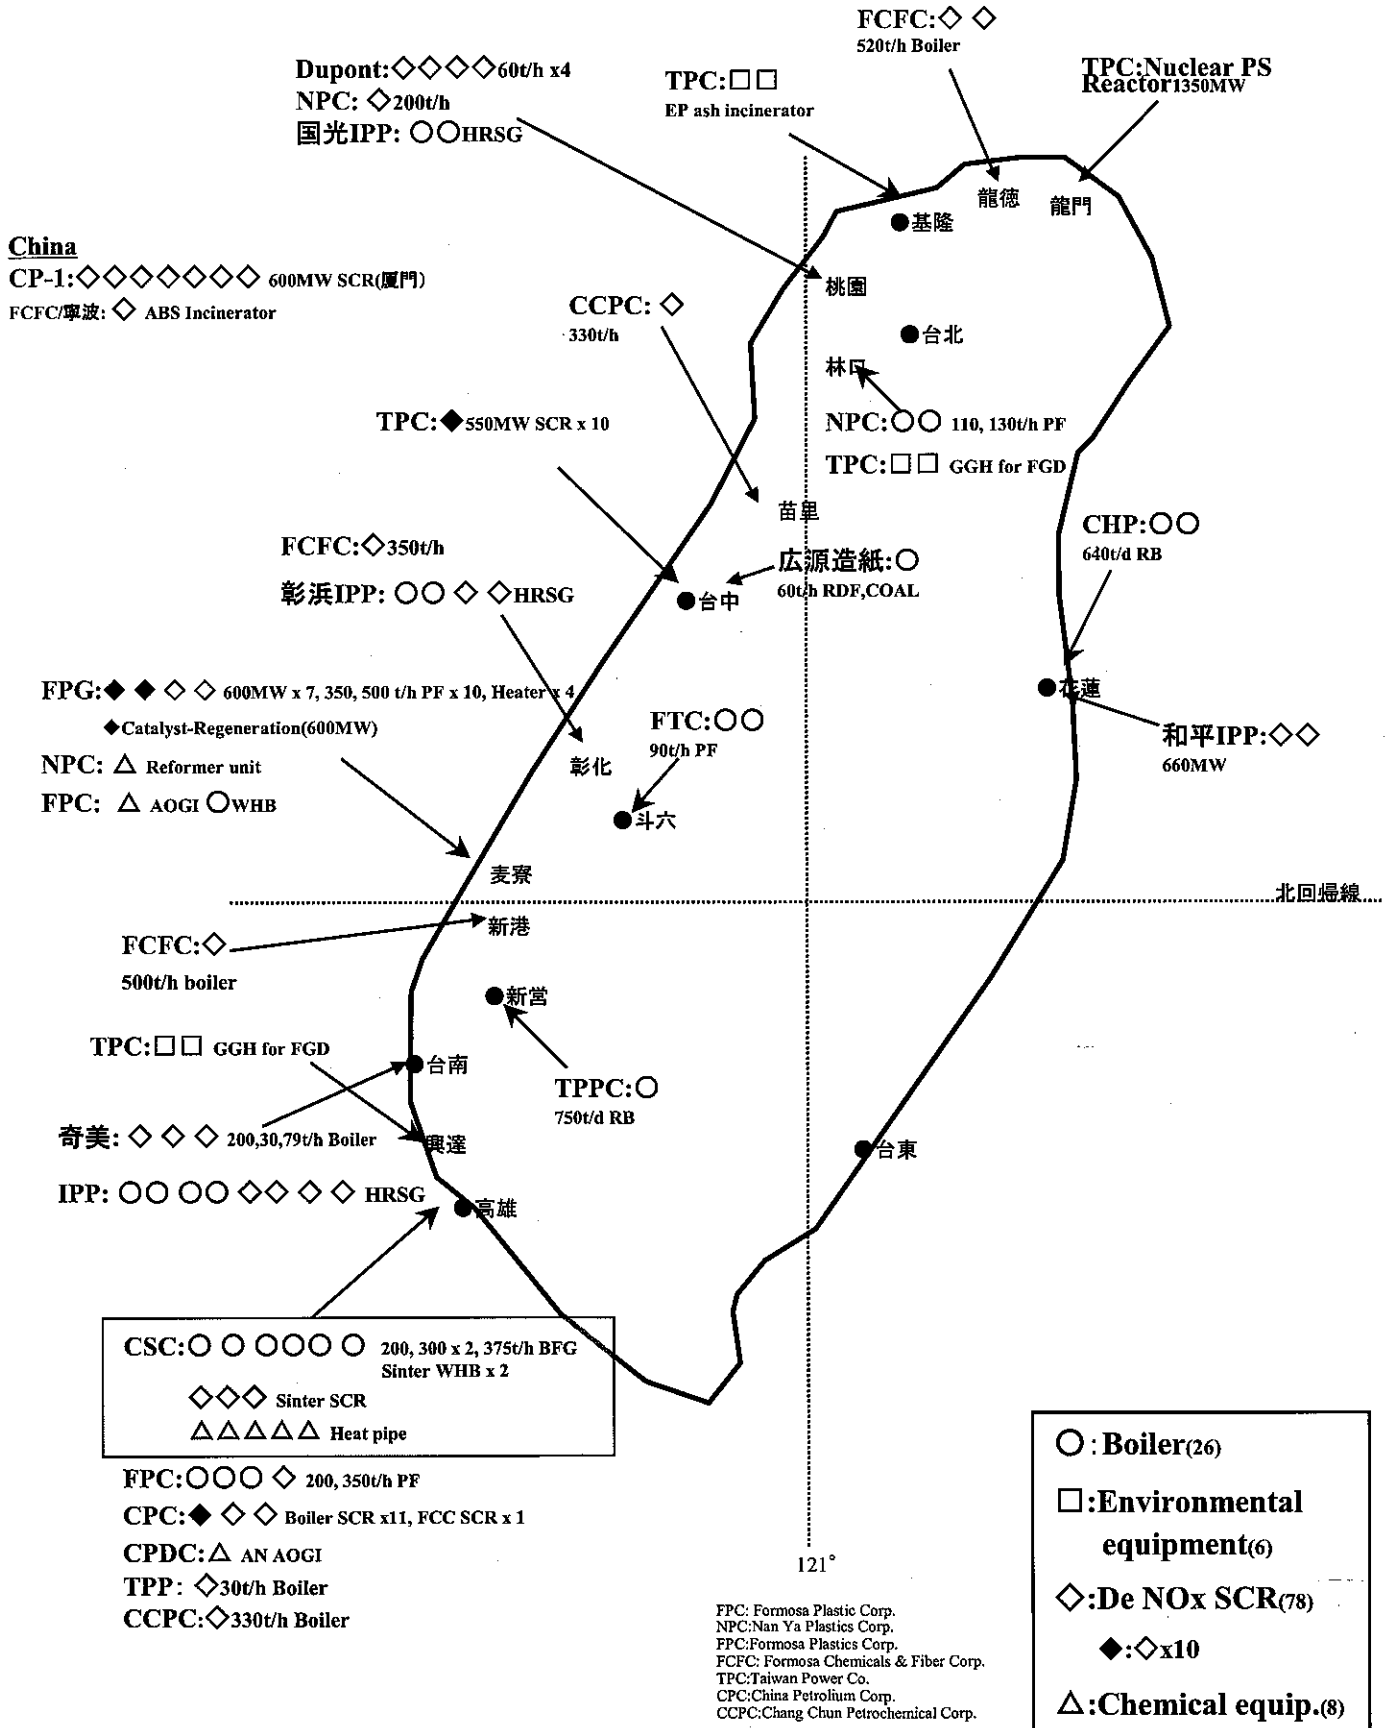 FCFC:◇ ◇
520t/h Boiler
Dupont:◇◇◇◇60t/h x4
NPC: ◇200t/h
国光IPP: ○○HRSG
TPC:□□
EP ash incinerator
TPC:Nuclear PS
Reactor1350MW
龍徳
龍門
基隆
China
CP-1:◇◇◇◇◇◇◇ 600MW SCR(厦門)
FCFC/寧波: ◇ ABS Incinerator
桃園
CCPC: ◇
330t/h
台北
林口
TPC:◆550MW SCR x 10
NPC:○○ 110, 130t/h PF
TPC:□□ GGH for FGD
苗里
CHP:○○
640t/d RB
FCFC:◇350t/h
彰浜IPP: ○○ ◇ ◇HRSG
広源造紙:○
60t/h RDF,COAL
台中
FPG:◆ ◆ ◇ ◇ 600MW x 7, 350, 500 t/h PF x 10, Heater x 4
◆Catalyst-Regeneration(600MW)
NPC: △ Reformer unit
FPC: △ AOGI ○WHB
花蓮
和平IPP:◇◇
660MW
FTC:○○
90t/h PF
彰化
斗六
麦寮
北回帰線
新港
FCFC:◇
500t/h boiler
新営
TPC:□□ GGH for FGD
台南
TPPC:○
750t/d RB
奇美: ◇ ◇ ◇ 200,30,79t/h Boiler
興達
台東
IPP: ○○ ○○ ◇◇ ◇ ◇ HRSG
高雄
CSC:○ ○ ○○○ ○ 200, 300 x 2, 375t/h BFG
Sinter WHB x 2
◇◇◇ Sinter SCR
△△△△△ Heat pipe
FPC:○○○ ◇ 200, 350t/h PF
CPC:◆ ◇ ◇ Boiler SCR x11, FCC SCR x 1
CPDC:△ AN AOGI
TPP: ◇30t/h Boiler
CCPC:◇330t/h Boiler
121°
FPC: Formosa Plastic Corp.
NPC:Nan Ya Plastics Corp.
FPC:Formosa Plastics Corp.
FCFC: Formosa Chemicals & Fiber Corp.
TPC:Taiwan Power Co.
CPC:China Petrolium Corp.
CCPC:Chang Chun Petrochemical Corp.
○: Boiler(26)
□:Environmental
equipment(6)
◇:De NOx SCR(78)
◆:◇x10
△:Chemical equip.(8)